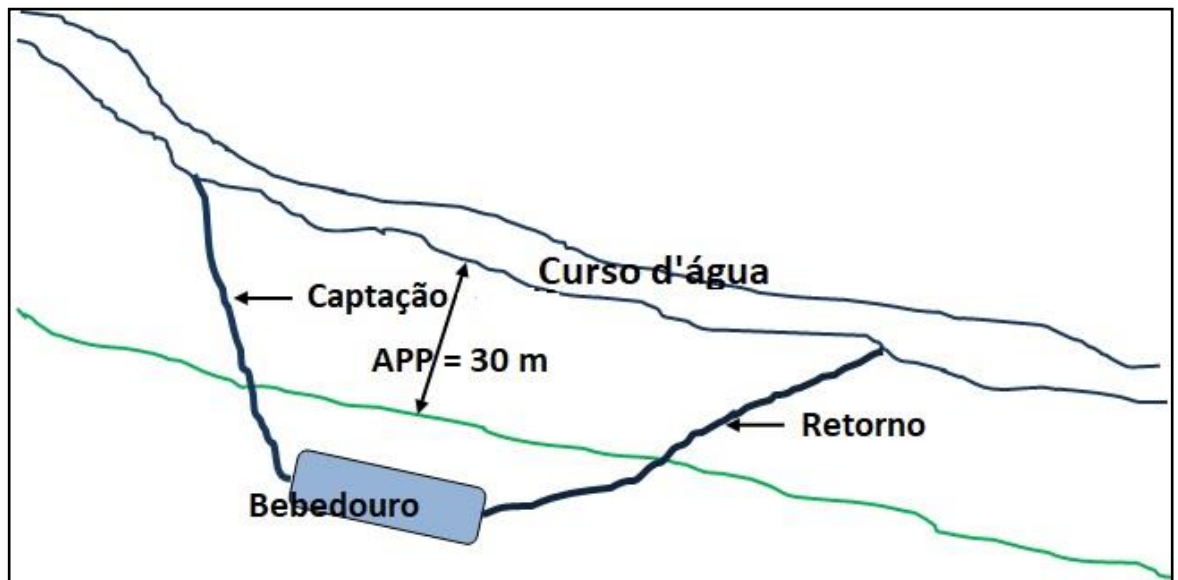 Curso d'água
Captação
APP = 30 m
Retorno
Bebedouro